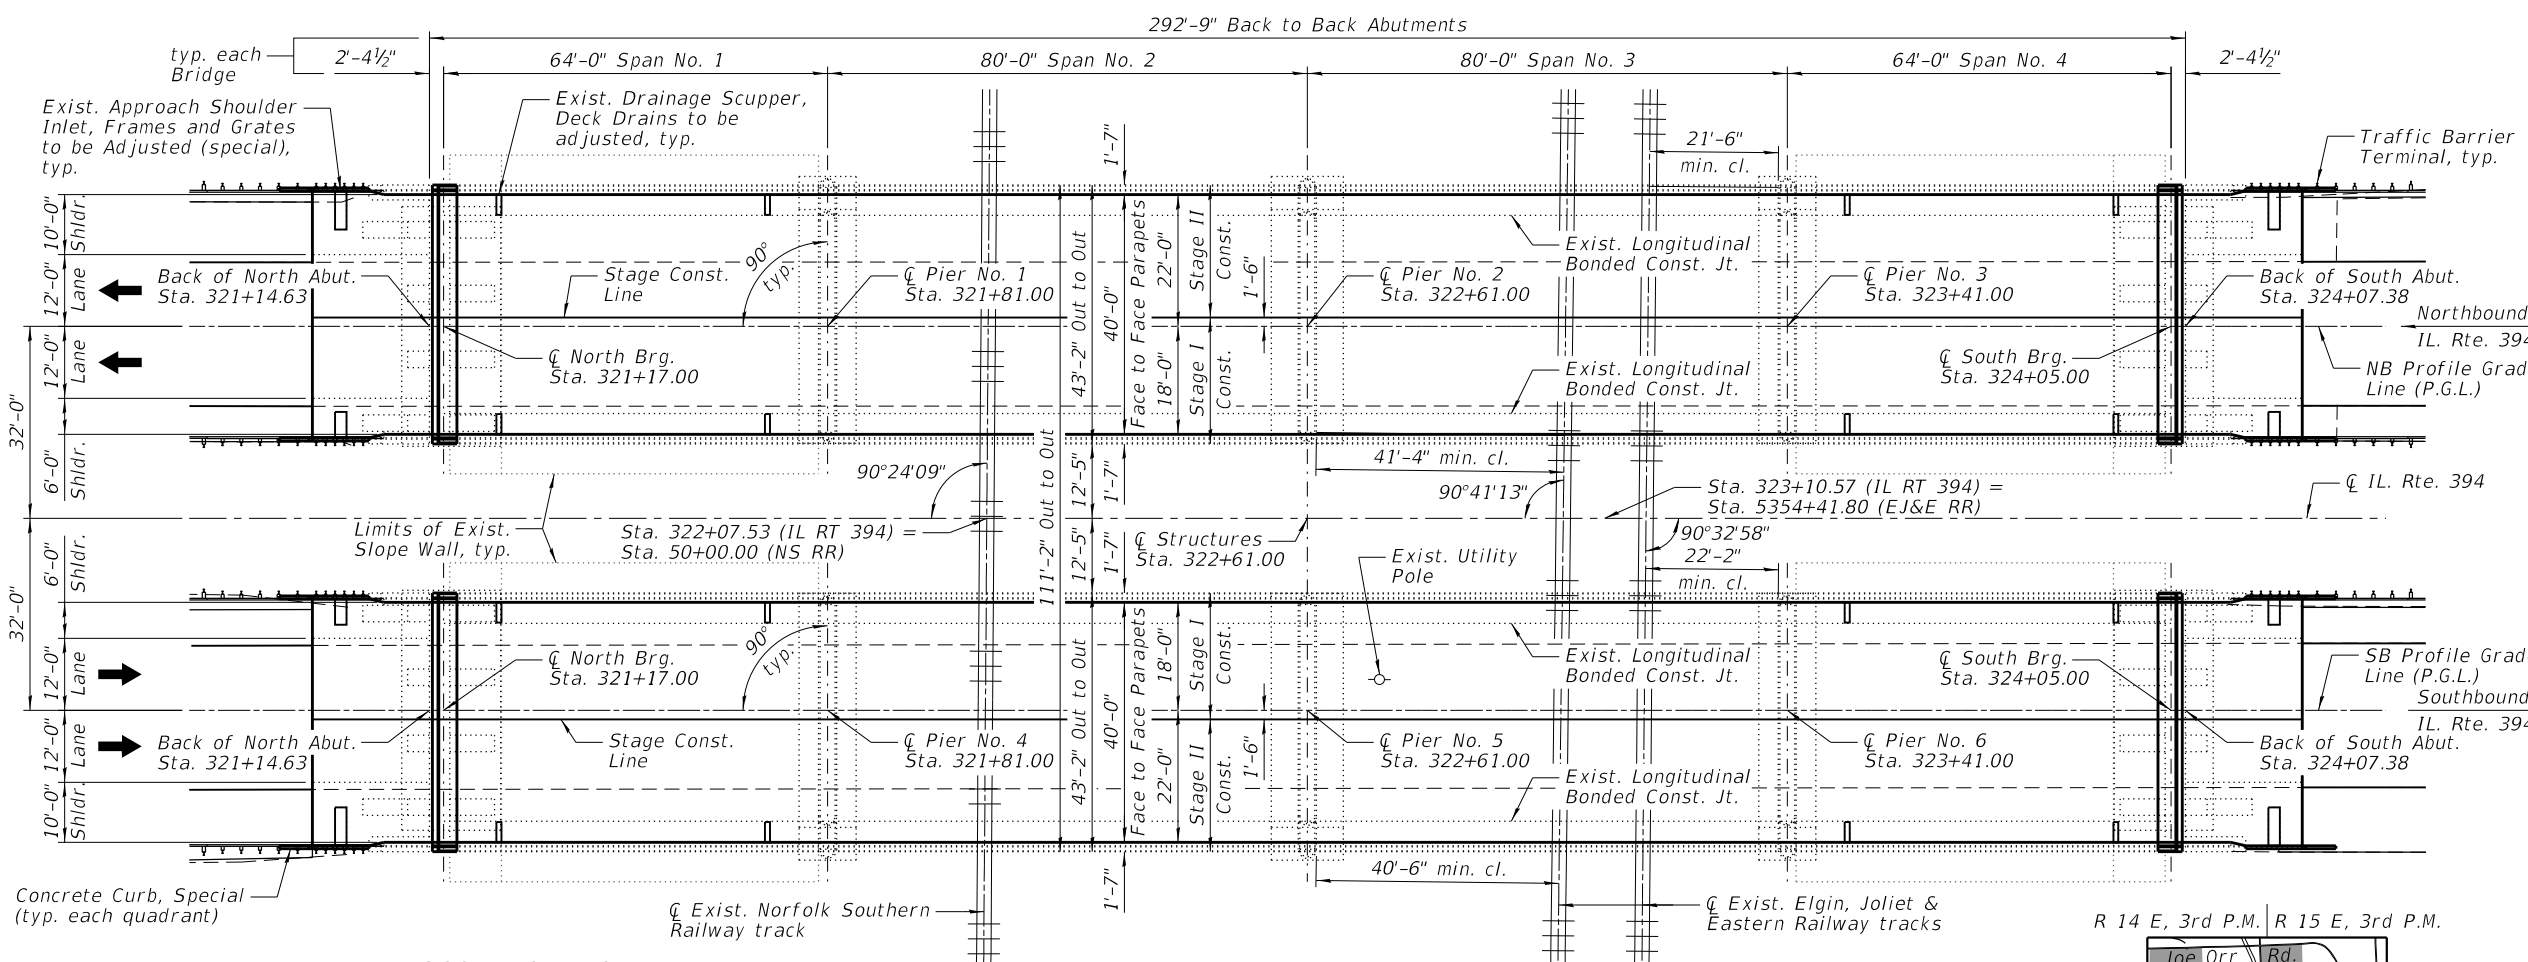 292'-9" Back to Back Abutments
typ. each
Bridge
2'-4½"
64'-0" Span No. 1
80'-0" Span No. 2
80'-0" Span No. 3
64'-0" Span No. 4
2'-4½"
Exist. Approach Shoulder
Inlet, Frames and Grates
to be Adjusted (special),
typ.
Exist. Drainage Scupper,
Deck Drains to be
adjusted, typ.
1'-7"
21'-6"
min. cl.
Traffic Barrier
Terminal, typ.
10'-0"
Shldr.
12'-0"
Lane
12'-0"
Lane
6'-0"
Shldr.
32'-0"
Back of North Abut.
Sta. 321+14.63
Stage Const.
Line
90°
typ.
℄ Pier No. 1
Sta. 321+81.00
℄ North Brg.
Sta. 321+17.00
43'-2" Out to Out
40'-0"
Face to Face Parapets
22'-0"
Stage II
Const.
18'-0"
Stage I
Const.
1'-6"
Exist. Longitudinal
Bonded Const. Jt.
℄ Pier No. 2
Sta. 322+61.00
℄ Pier No. 3
Sta. 323+41.00
Exist. Longitudinal
Bonded Const. Jt.
℄ South Brg.
Sta. 324+05.00
Back of South Abut.
Sta. 324+07.38
Northbound
IL. Rte. 394
NB Profile Grad
Line (P.G.L.)
111'-2" Out to Out
12'-5"
1'-7"
12'-5"
1'-7"
90°24'09"
41'-4" min. cl.
90°41'13"
Sta. 323+10.57 (IL RT 394) =
Sta. 5354+41.80 (EJ&E RR)
℄ IL. Rte. 394
Limits of Exist.
Slope Wall, typ.
Sta. 322+07.53 (IL RT 394) =
Sta. 50+00.00 (NS RR)
℄ Structures
Sta. 322+61.00
Exist. Utility
Pole
90°32'58"
22'-2"
min. cl.
32'-0"
6'-0"
Shldr.
12'-0"
Lane
12'-0"
Lane
10'-0"
Shldr.
℄ North Brg.
Sta. 321+17.00
90°
typ.
Back of North Abut.
Sta. 321+14.63
Stage Const.
Line
℄ Pier No. 4
Sta. 321+81.00
43'-2" Out to Out
40'-0"
Face to Face Parapets
18'-0"
Stage I
Const.
22'-0"
Stage II
Const.
1'-6"
Exist. Longitudinal
Bonded Const. Jt.
℄ Pier No. 5
Sta. 322+61.00
℄ Pier No. 6
Sta. 323+41.00
Exist. Longitudinal
Bonded Const. Jt.
℄ South Brg.
Sta. 324+05.00
SB Profile Grad
Line (P.G.L.)
Southbound
IL. Rte. 394
Back of South Abut.
Sta. 324+07.38
1'-7"
40'-6" min. cl.
Concrete Curb, Special
(typ. each quadrant)
℄ Exist. Norfolk Southern
Railway track
℄ Exist. Elgin, Joliet &
Eastern Railway tracks
R 14 E, 3rd P.M.
R 15 E, 3rd P.M.
Joe Orr Rd.